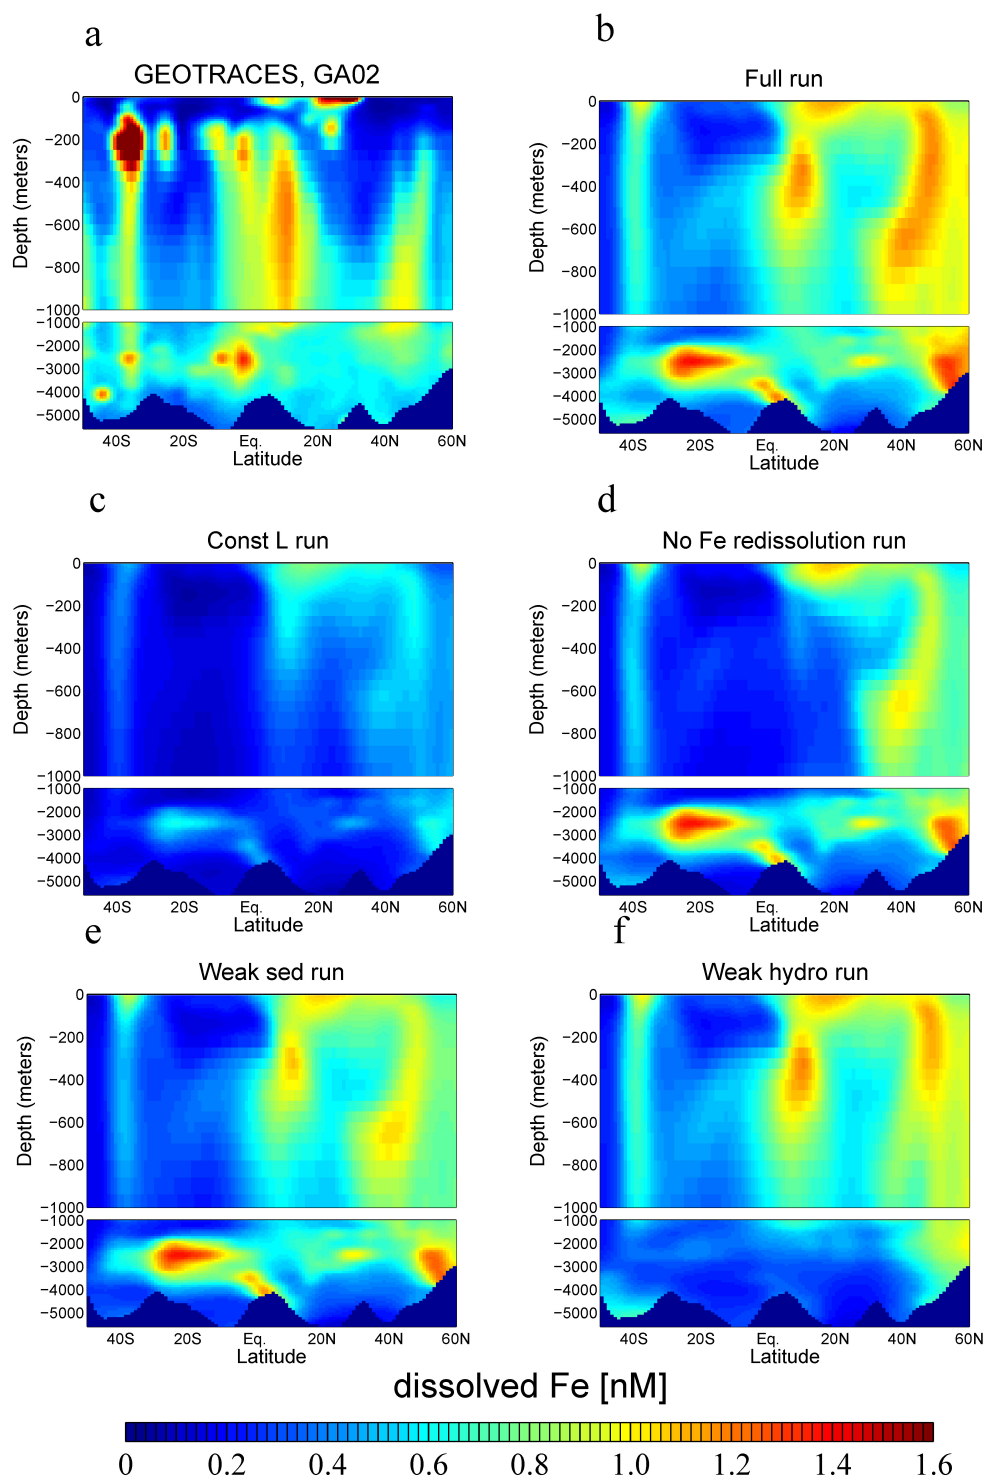 a
GEOTRACES, GA02
0
−200
−400
−600
−800
−1000
−1000
−2000
−3000
−4000
−5000
Depth (meters)
40S 20S Eq. 20N 40N 60N
Latitude
b
Full run
0
−200
−400
−600
−800
−1000
−1000
−2000
−3000
−4000
−5000
Depth (meters)
40S 20S Eq. 20N 40N 60N
Latitude
c
Const L run
0
−200
−400
−600
−800
−1000
−1000
−2000
−3000
−4000
−5000
Depth (meters)
40S 20S Eq. 20N 40N 60N
Latitude
d
No Fe redissolution run
0
−200
−400
−600
−800
−1000
−1000
−2000
−3000
−4000
−5000
Depth (meters)
40S 20S Eq. 20N 40N 60N
Latitude
e
Weak sed run
0
−200
−400
−600
−800
−1000
−1000
−2000
−3000
−4000
−5000
Depth (meters)
40S 20S Eq. 20N 40N 60N
Latitude
f
Weak hydro run
0
−200
−400
−600
−800
−1000
−1000
−2000
−3000
−4000
−5000
Depth (meters)
40S 20S Eq. 20N 40N 60N
Latitude
dissolved Fe [nM]
0 0.2 0.4 0.6 0.8 1.0 1.2 1.4 1.6